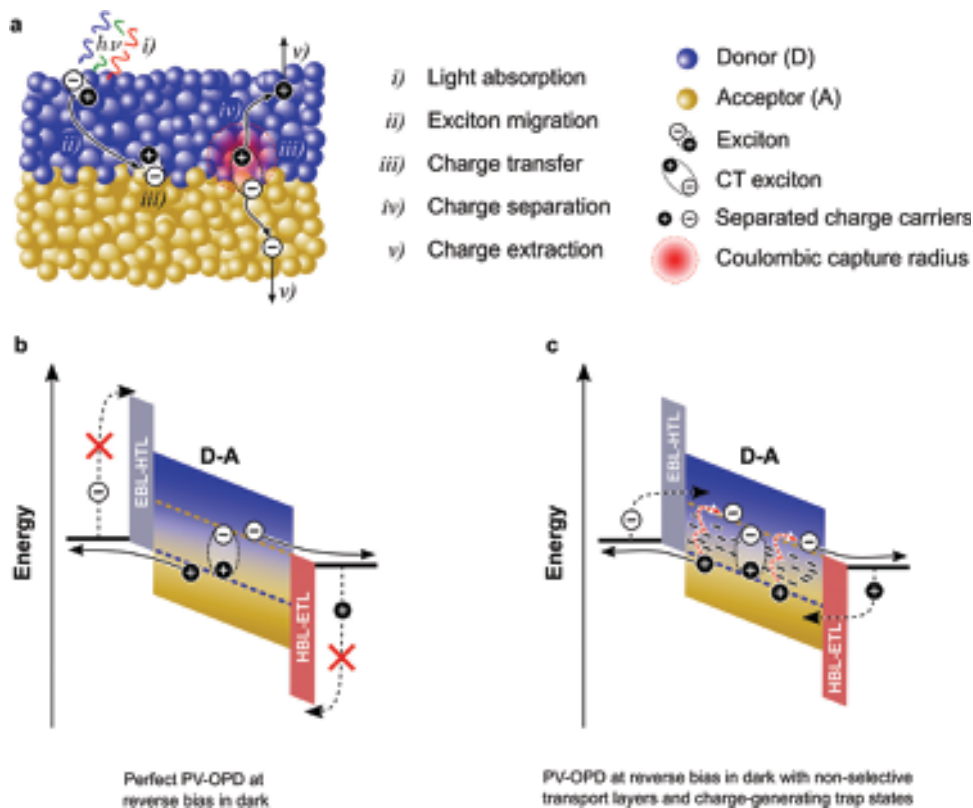 a
hν
i)
v)
iv)
ii)
iii)
iii)
v)
i) Light absorption
ii) Exciton migration
iii) Charge transfer
iv) Charge separation
v) Charge extraction
Donor (D)
Acceptor (A)
Exciton
CT exciton
Separated charge carriers
Coulombic capture radius
b
Energy
EBL-HTL
D-A
HBL-ETL
Perfect PV-OPD at
reverse bias in dark
c
Energy
EBL-HTL
D-A
HBL-ETL
PV-OPD at reverse bias in dark with non-selective
transport layers and charge-generating trap states